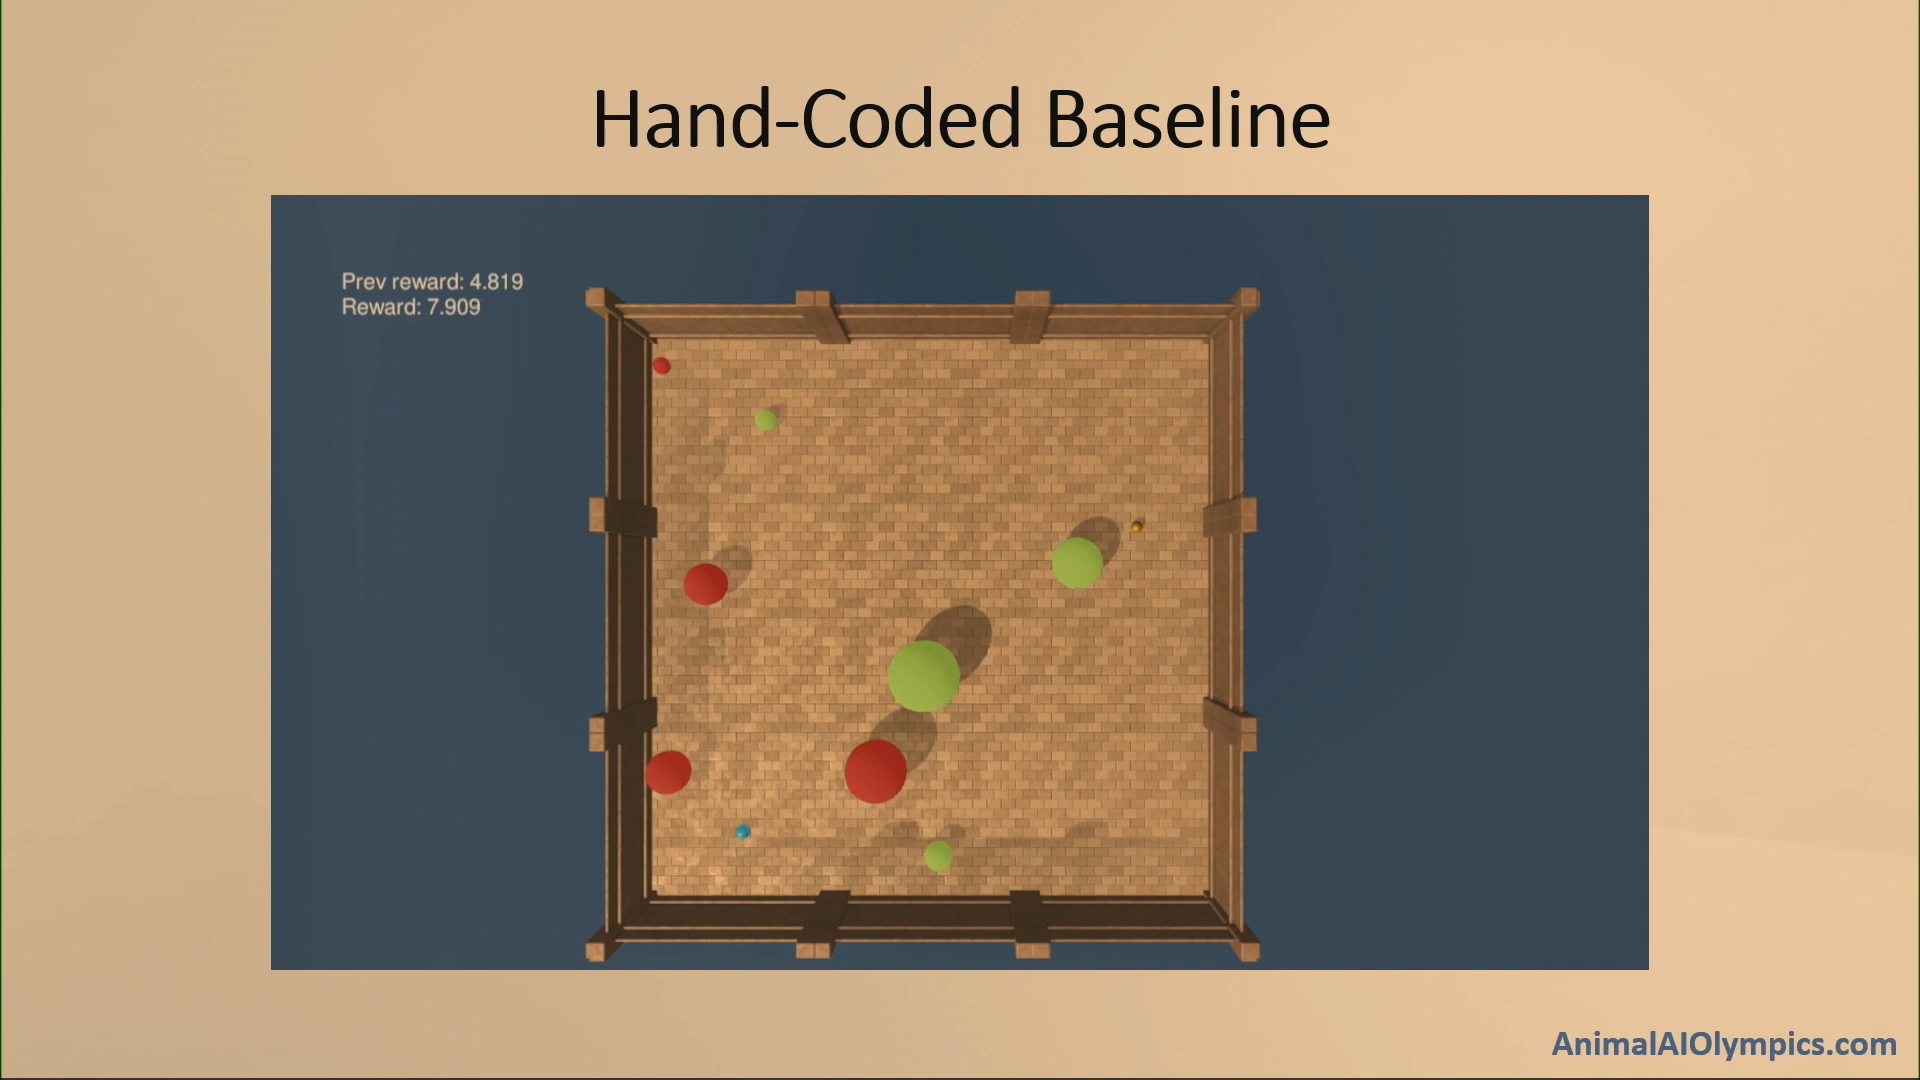 Hand-Coded Baseline
Prev reward: 4.819
Reward: 7.909
AnimalAIOlympics.com